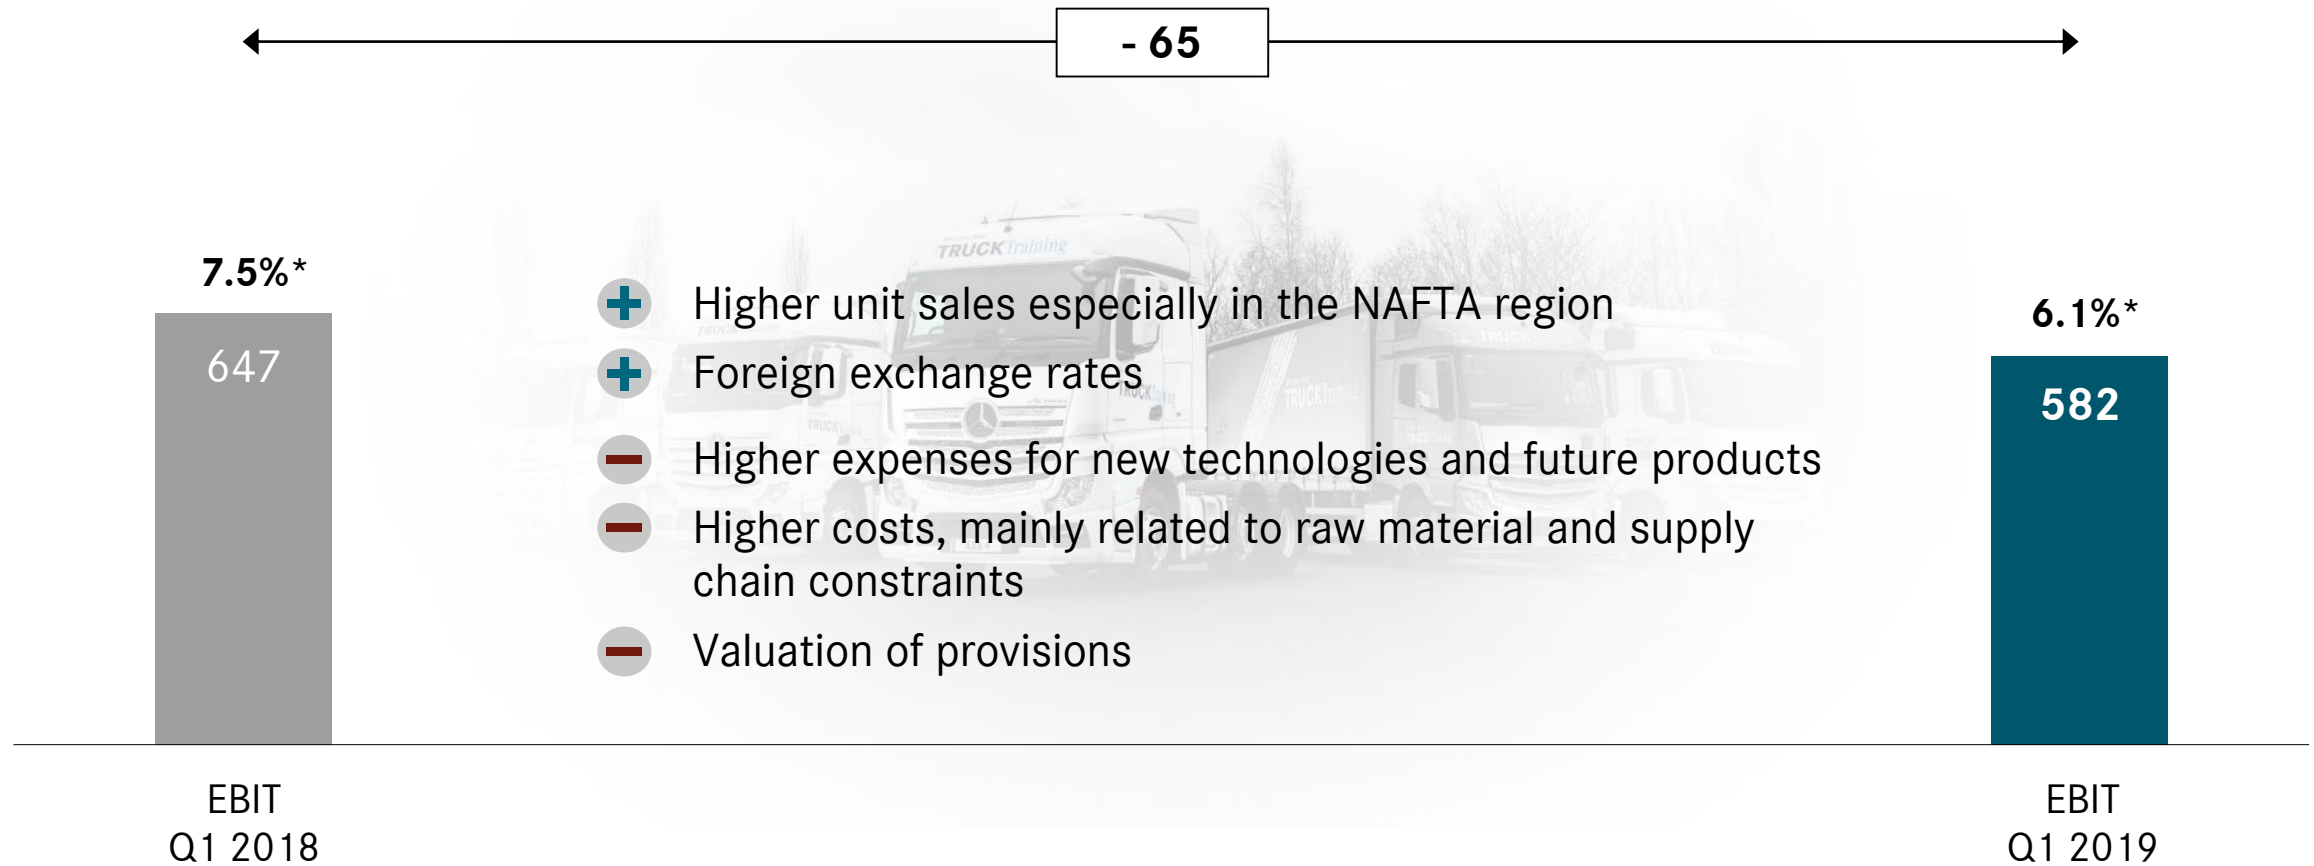 - 65
7.5%*
647
TRUCK Training
Higher unit sales especially in the NAFTA region
Foreign exchange rates
Higher expenses for new technologies and future products
Higher costs, mainly related to raw material and supply
chain constraints
Valuation of provisions
6.1%*
582
EBIT
Q1 2018
EBIT
Q1 2019